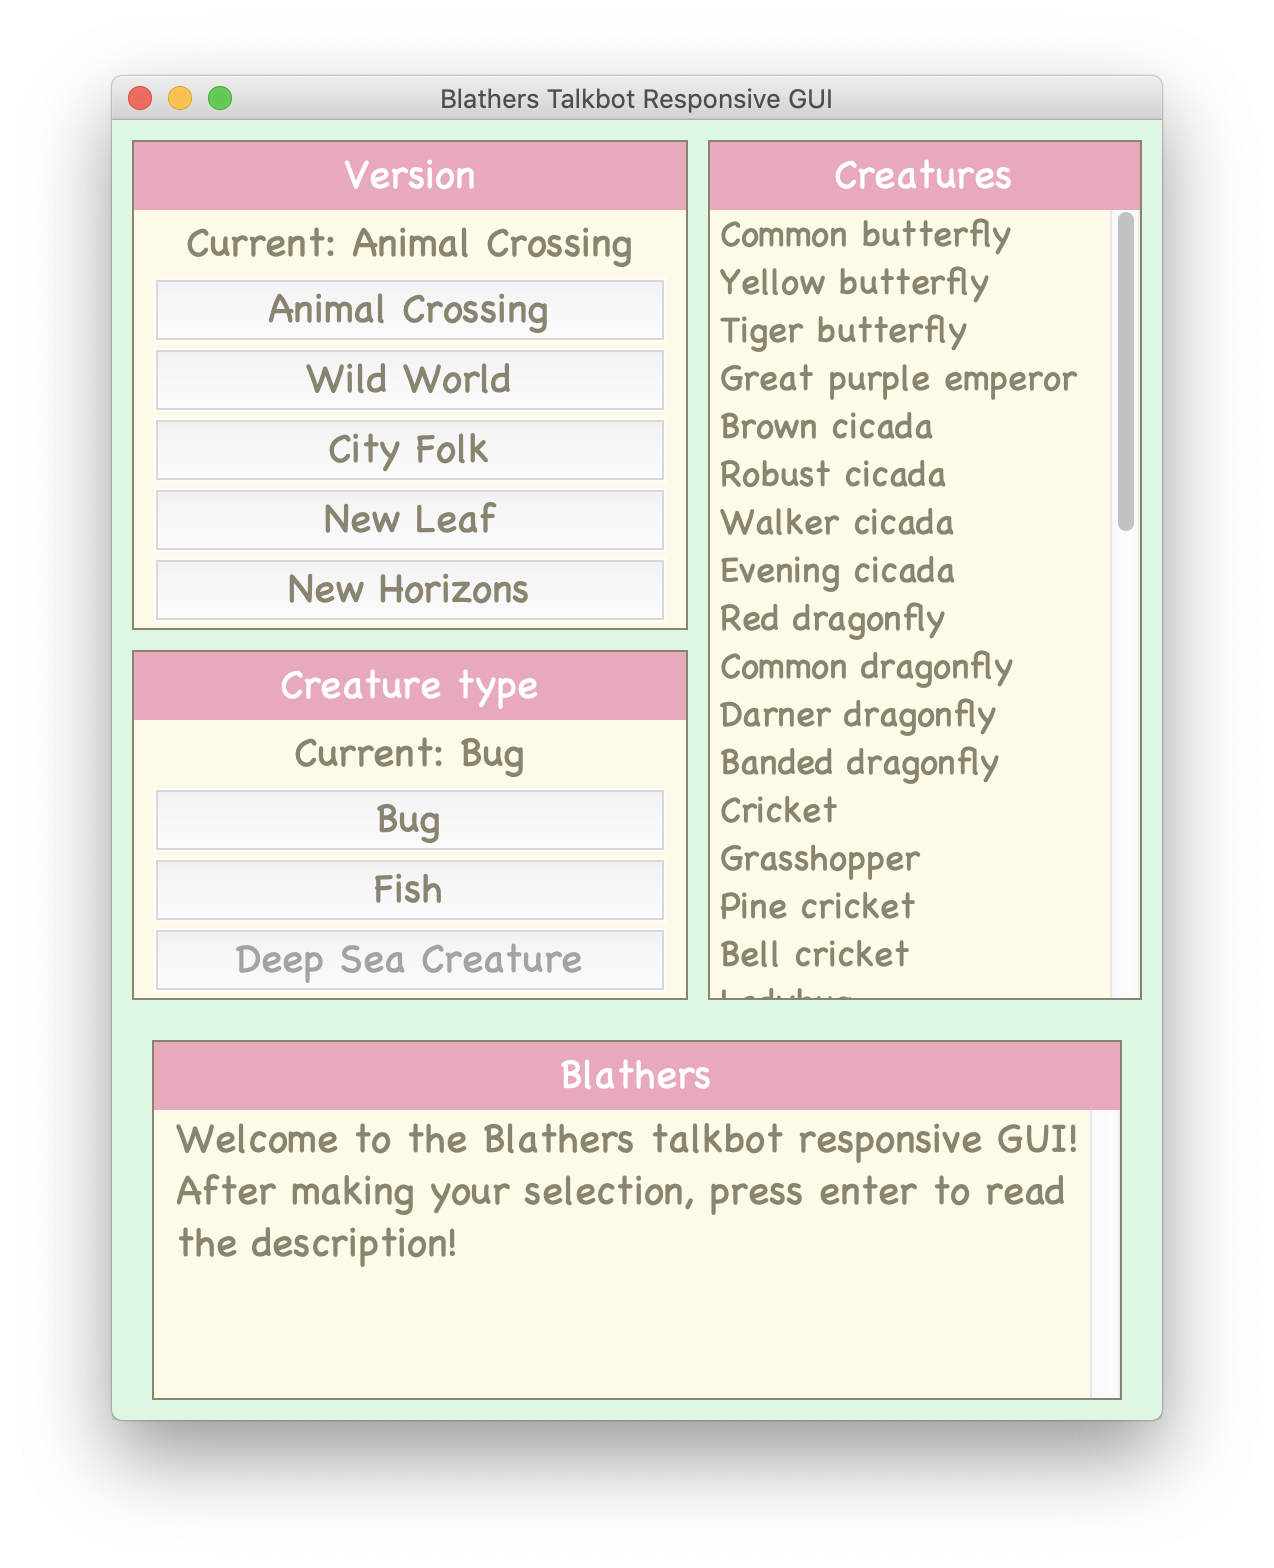 Blathers Talkbot Responsive GUI
Version
Current: Animal Crossing
Animal Crossing
Wild World
City Folk
New Leaf
New Horizons
Creature type
Current: Bug
Bug
Fish
Deep Sea Creature
Creatures
Common butterfly
Yellow butterfly
Tiger butterfly
Great purple emperor
Brown cicada
Robust cicada
Walker cicada
Evening cicada
Red dragonfly
Common dragonfly
Darner dragonfly
Banded dragonfly
Cricket
Grasshopper
Pine cricket
Bell cricket
Ladybug
Blathers
Welcome to the Blathers talkbot responsive GUI!
After making your selection, press enter to read
the description!